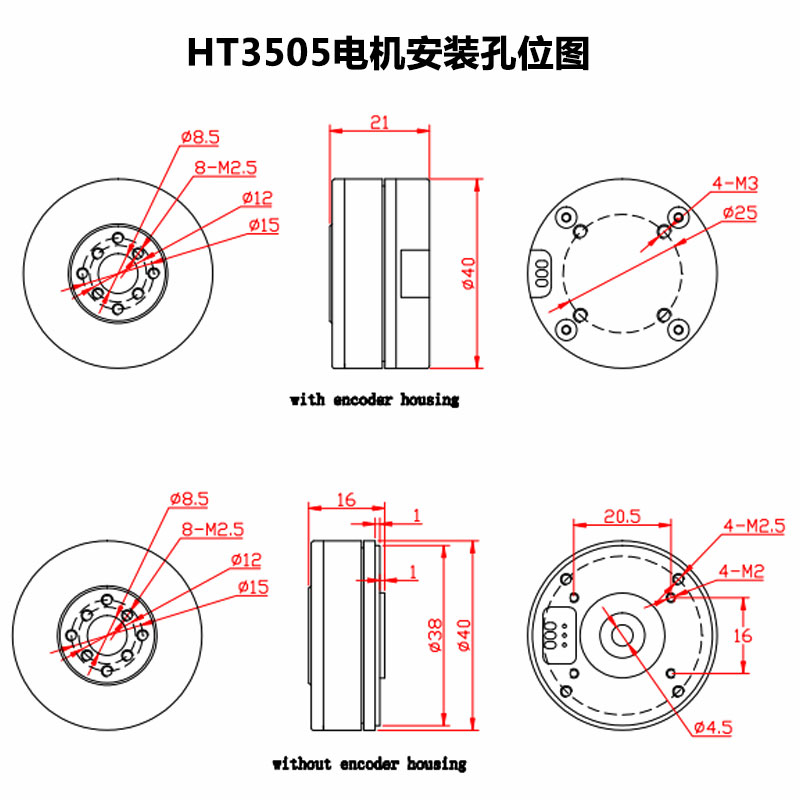 HT3505电机安装孔位图
21
ø8.5
8-M2.5
ø12
ø15
ø40
4-M3
ø25
with encoder housing
16
1
1
ø8.5
8-M2.5
ø12
ø15
ø38
ø40
20.5
4-M2.5
4-M2
16
ø4.5
without encoder housing